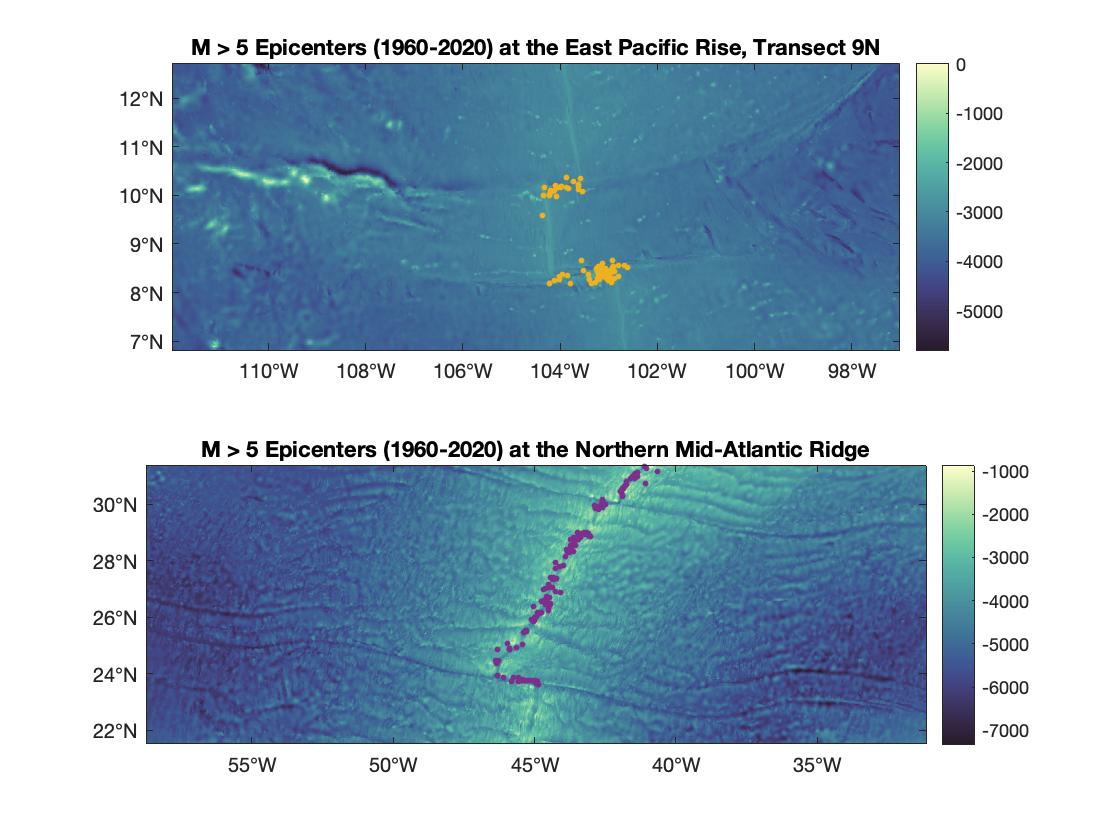 M > 5 Epicenters (1960-2020) at the East Pacific Rise, Transect 9N
12°N
11°N
10°N
9°N
8°N
7°N
110°W 108°W 106°W 104°W 102°W 100°W 98°W
0
-1000
-2000
-3000
-4000
-5000
M > 5 Epicenters (1960-2020) at the Northern Mid-Atlantic Ridge
30°N
28°N
26°N
24°N
22°N
55°W 50°W 45°W 40°W 35°W
-1000
-2000
-3000
-4000
-5000
-6000
-7000